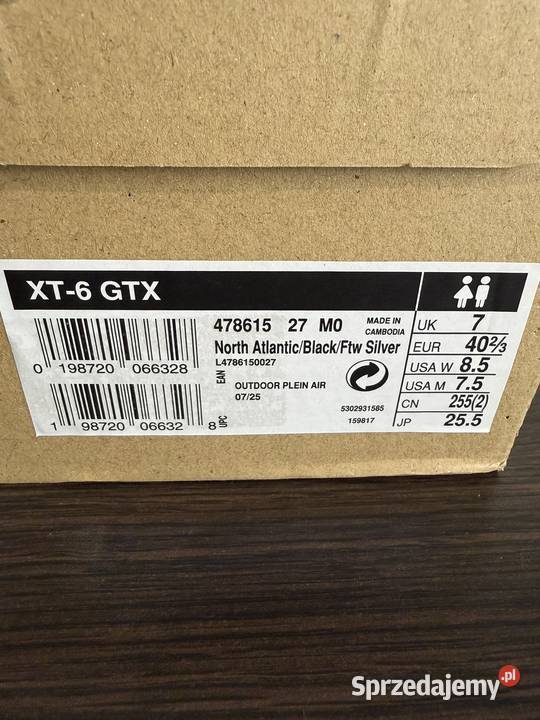 XT-6 GTX
478615 27 M0
MADE IN
CAMBODIA
North Atlantic/Black/Ftw Silver
L4786150027
EAN
0 198720 066328
OUTDOOR PLEIN AIR
07/25
5302931585
159817
1 98720 06632 8
UPC
UK 7
EUR 40⅔
USA W 8.5
USA M 7.5
CN 255(2)
JP 25.5
Sprzedajemy.pl